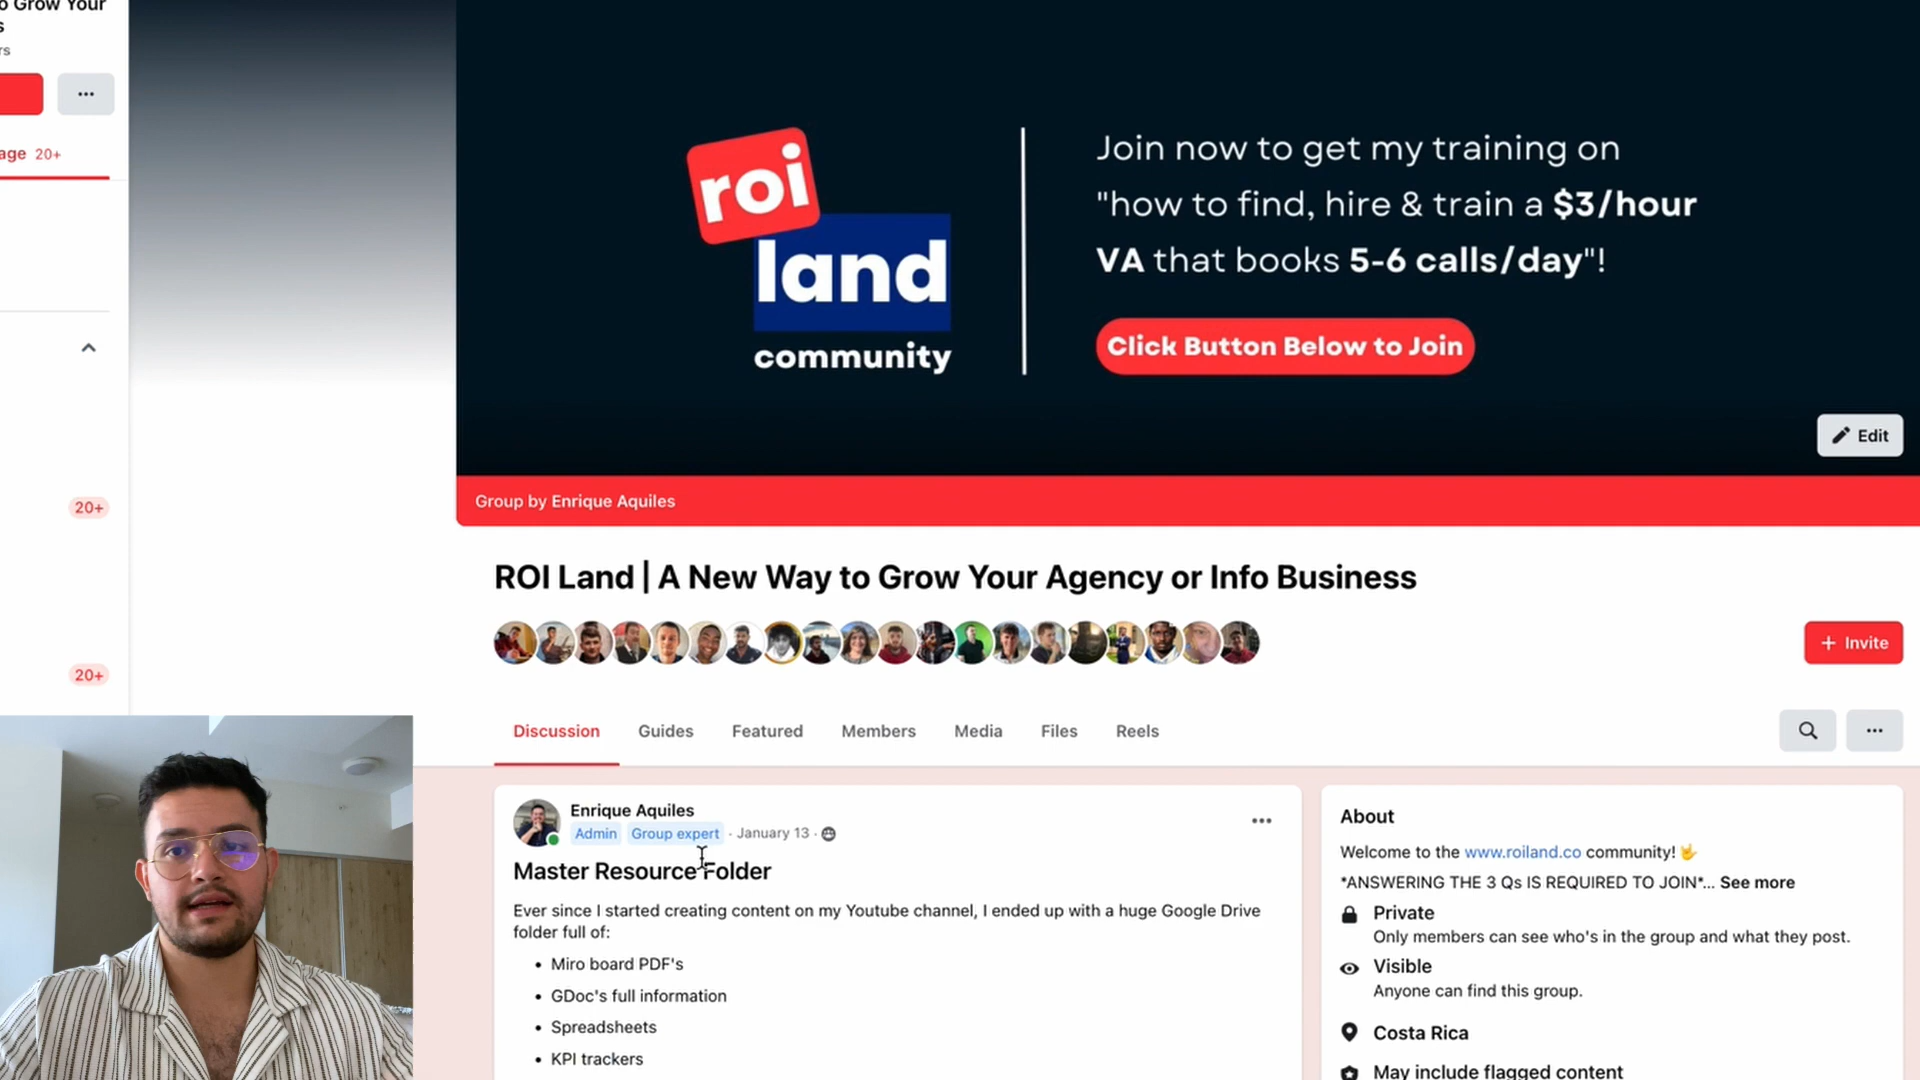 o Grow Your
s
rs
age 20+
20+
20+
roi
land
community
Join now to get my training on
"how to find, hire & train a $3/hour
VA that books 5-6 calls/day"!
Click Button Below to Join
Edit
Group by Enrique Aquiles
ROI Land | A New Way to Grow Your Agency or Info Business
+ Invite
Discussion Guides Featured Members Media Files Reels
Enrique Aquiles
Admin Group expert · January 13 ·
Master Resource Folder
Ever since I started creating content on my Youtube channel, I ended up with a huge Google Drive
folder full of:
• Miro board PDF's
• GDoc's full information
• Spreadsheets
• KPI trackers
About
Welcome to the www.roiland.co community! 🤟
*ANSWERING THE 3 Qs IS REQUIRED TO JOIN*... See more
Private
Only members can see who's in the group and what they post.
Visible
Anyone can find this group.
Costa Rica
May include flagged content